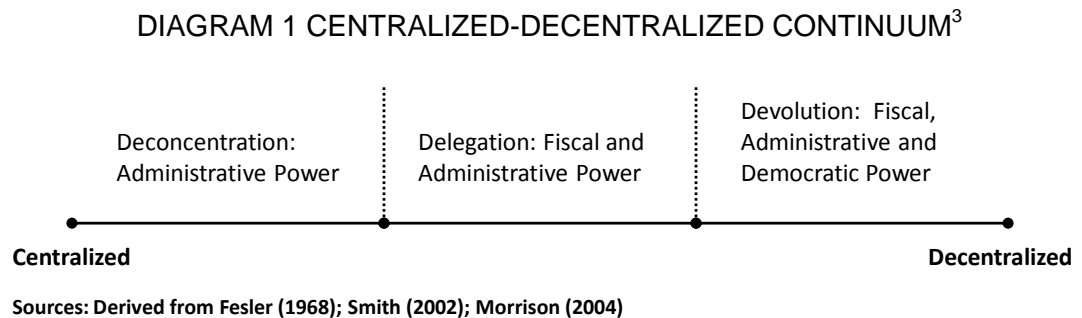 DIAGRAM 1 CENTRALIZED-DECENTRALIZED CONTINUUM³
Deconcentration:
Administrative Power
Delegation: Fiscal and
Administrative Power
Devolution: Fiscal,
Administrative and
Democratic Power
Centralized
Decentralized
Sources: Derived from Fesler (1968); Smith (2002); Morrison (2004)